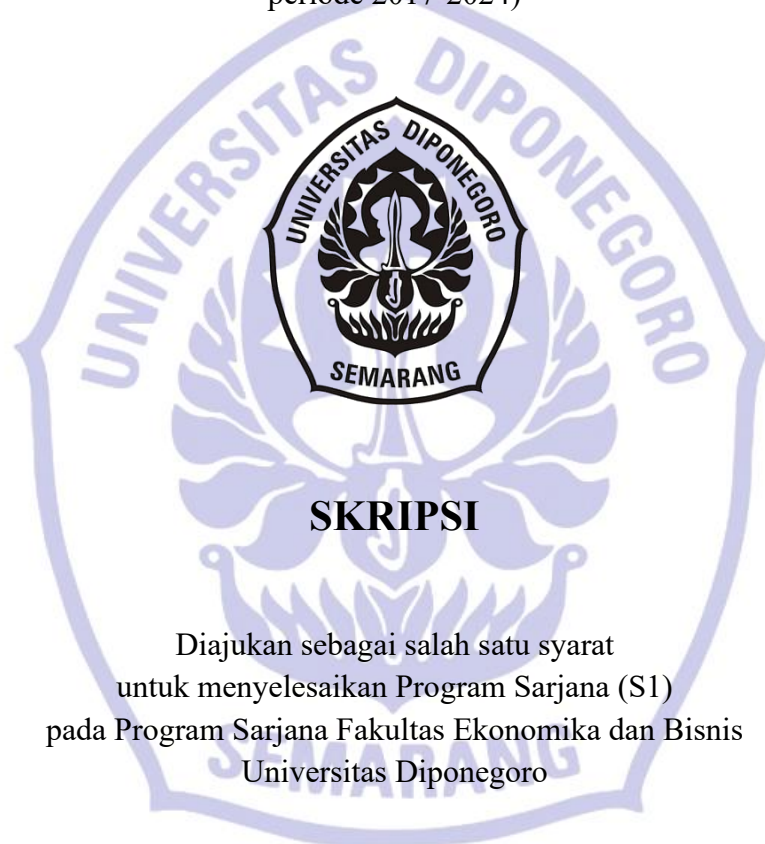 periode 2017-2024)
UNIVERSITAS DIPONEGORO
SEMARANG
UNIVERSITAS DIPONEGORO
SEMARANG
SKRIPSI
Diajukan sebagai salah satu syarat
untuk menyelesaikan Program Sarjana (S1)
pada Program Sarjana Fakultas Ekonomika dan Bisnis
Universitas Diponegoro